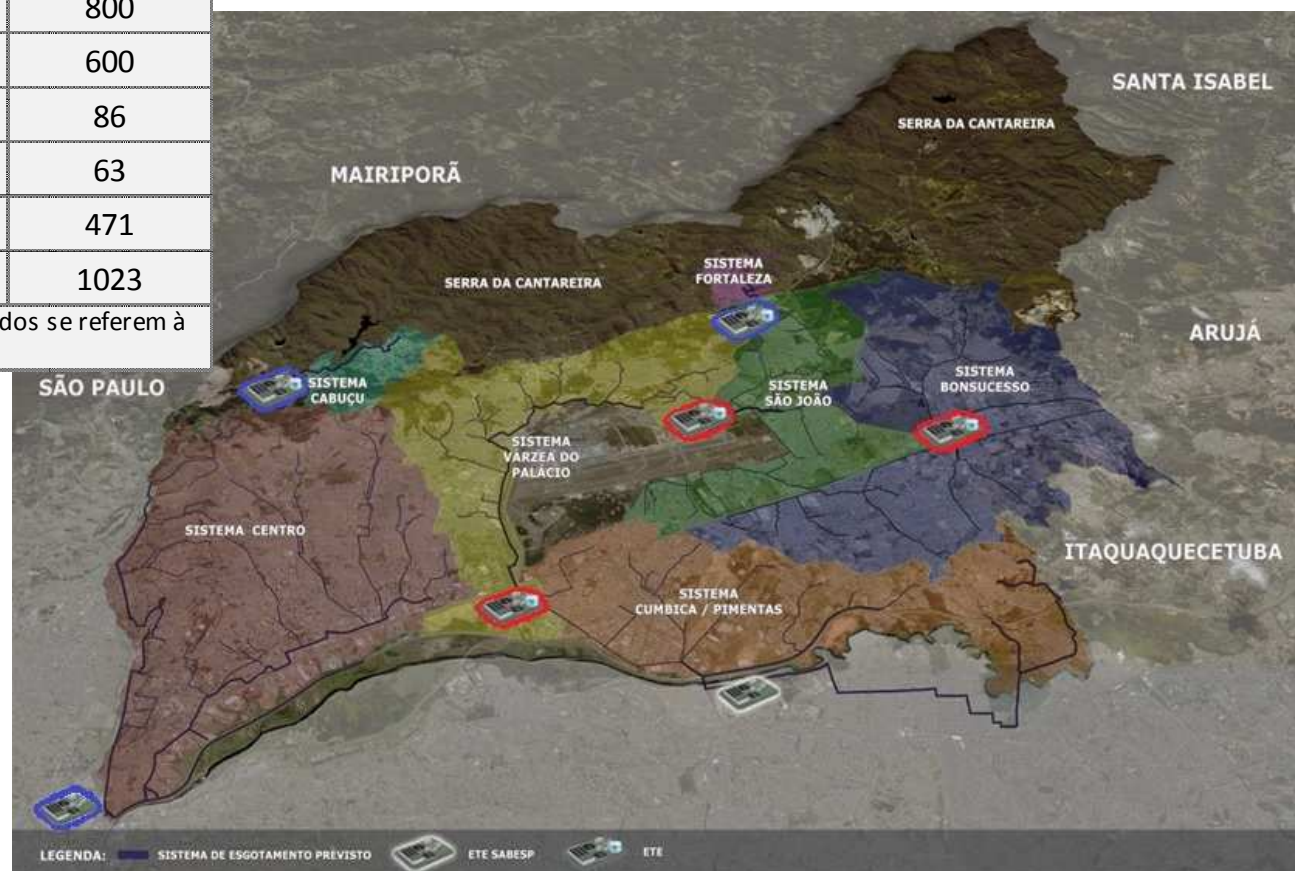 800
600
86
63
471
1023
dos se referem à
SANTA ISABEL
SERRA DA CANTAREIRA
MAIRIPORÃ
SISTEMA
FORTALEZA
SERRA DA CANTAREIRA
ARUJÁ
SÃO PAULO
SISTEMA
CABUÇU
SISTEMA
SÃO JOÃO
SISTEMA
BONSUCESSO
SISTEMA
VÁRZEA DO
PALÁCIO
SISTEMA CENTRO
ITAQUAQUECETUBA
SISTEMA
CUMBICA / PIMENTAS
LEGENDA: SISTEMA DE ESGOTAMENTO PREVISTO ETE SABESP ETE